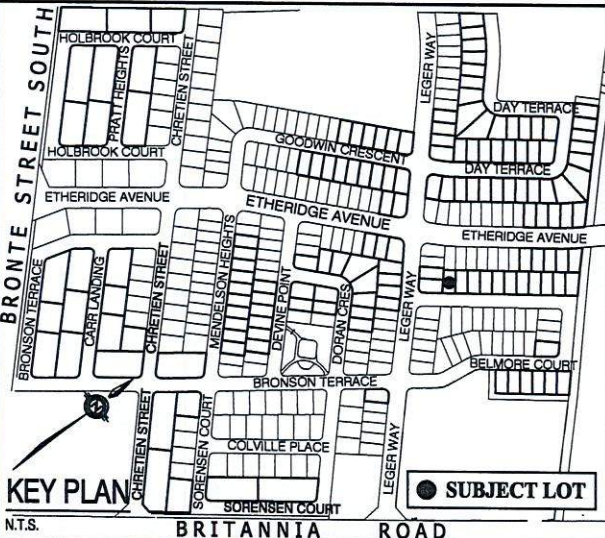 BRONTE STREET SOUTH
HOLBROOK COURT
PRATT HEIGHTS
CHRETIEN STREET
LEGER WAY
DAY TERRACE
GOODWIN CRESCENT
HOLBROOK COURT
DAY TERRACE
ETHERIDGE AVENUE
ETHERIDGE AVENUE
ETHERIDGE AVENUE
BRONSON TERRACE
CARR LANDING
CHRETIEN STREET
MENDELSON HEIGHTS
DEVINE POINT
DORAN CRES
LEGER WAY
BELMORE COURT
BRONSON TERRACE
N
CHRETIEN STREET
SORENSEN COURT
COLVILLE PLACE
LEGER WAY
KEY PLAN
SUBJECT LOT
SORENSEN COURT
N.T.S.
BRITANNIA ROAD